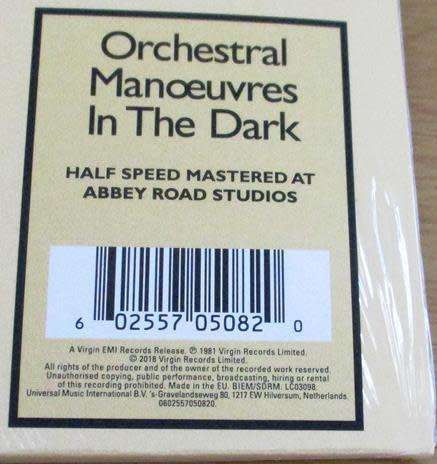 Orchestral
Manœuvres
In The Dark
HALF SPEED MASTERED AT
ABBEY ROAD STUDIOS
6 02557 05082 0
A Virgin EMI Records Release. ℗ 1981 Virgin Records Limited.
© 2018 Virgin Records Limited.
All rights of the producer and of the owner of the recorded work reserved.
Unauthorised copying, public performance, broadcasting, hiring or rental
of this recording prohibited. Made in the EU. BIEM/SDRM. LC03098.
Universal Music International B.V. 's-Gravelandseweg 80, 1217 EW Hilversum, Netherlands.
0602557050820.